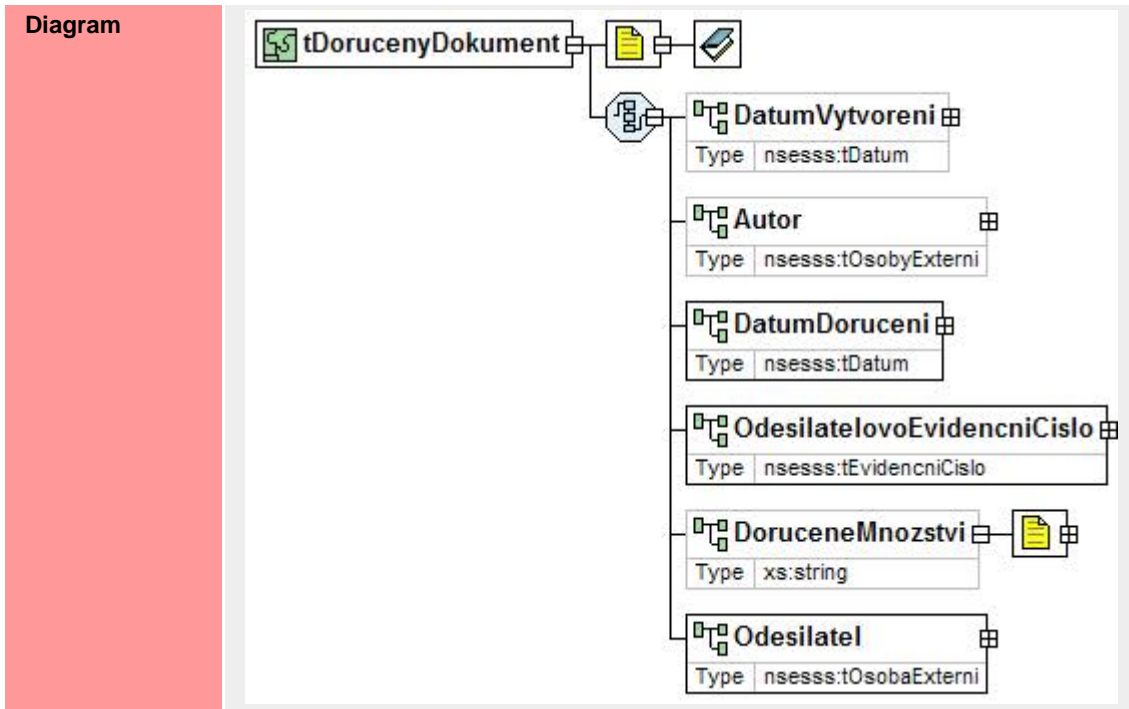 Diagram
tDorucenyDokument
DatumVytvoreni
Type nsesss:tDatum
Autor
Type nsesss:tOsobyExterni
DatumDoruceni
Type nsesss:tDatum
OdesilatelovoEvidencniCislo
Type nsesss:tEvidencniCislo
DoruceneMnozstvi
Type xs:string
Odesilatel
Type nsesss:tOsobaExterni